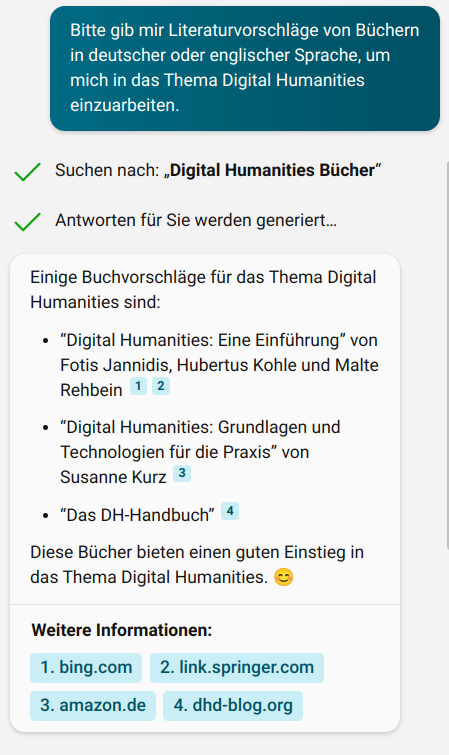 Bitte gib mir Literaturvorschläge von Büchern
in deutscher oder englischer Sprache, um
mich in das Thema Digital Humanities
einzuarbeiten.
Suchen nach: „Digital Humanities Bücher“
Antworten für Sie werden generiert…
Einige Buchvorschläge für das Thema Digital
Humanities sind:
• “Digital Humanities: Eine Einführung” von
Fotis Jannidis, Hubertus Kohle und Malte
Rehbein 1 2
• “Digital Humanities: Grundlagen und
Technologien für die Praxis” von
Susanne Kurz 3
• “Das DH-Handbuch” 4
Diese Bücher bieten einen guten Einstieg in
das Thema Digital Humanities. 😊
Weitere Informationen:
1. bing.com 2. link.springer.com
3. amazon.de 4. dhd-blog.org